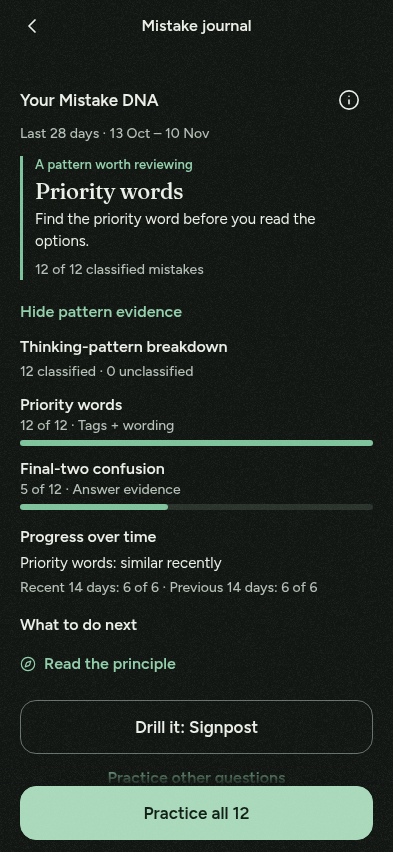 Mistake journal
Your Mistake DNA
Last 28 days · 13 Oct – 10 Nov
A pattern worth reviewing
Priority words
Find the priority word before you read the
options.
12 of 12 classified mistakes
Hide pattern evidence
Thinking-pattern breakdown
12 classified · 0 unclassified
Priority words
12 of 12 · Tags + wording
Final-two confusion
5 of 12 · Answer evidence
Progress over time
Priority words: similar recently
Recent 14 days: 6 of 6 · Previous 14 days: 6 of 6
What to do next
Read the principle
Drill it: Signpost
Practice other questions
Practice all 12